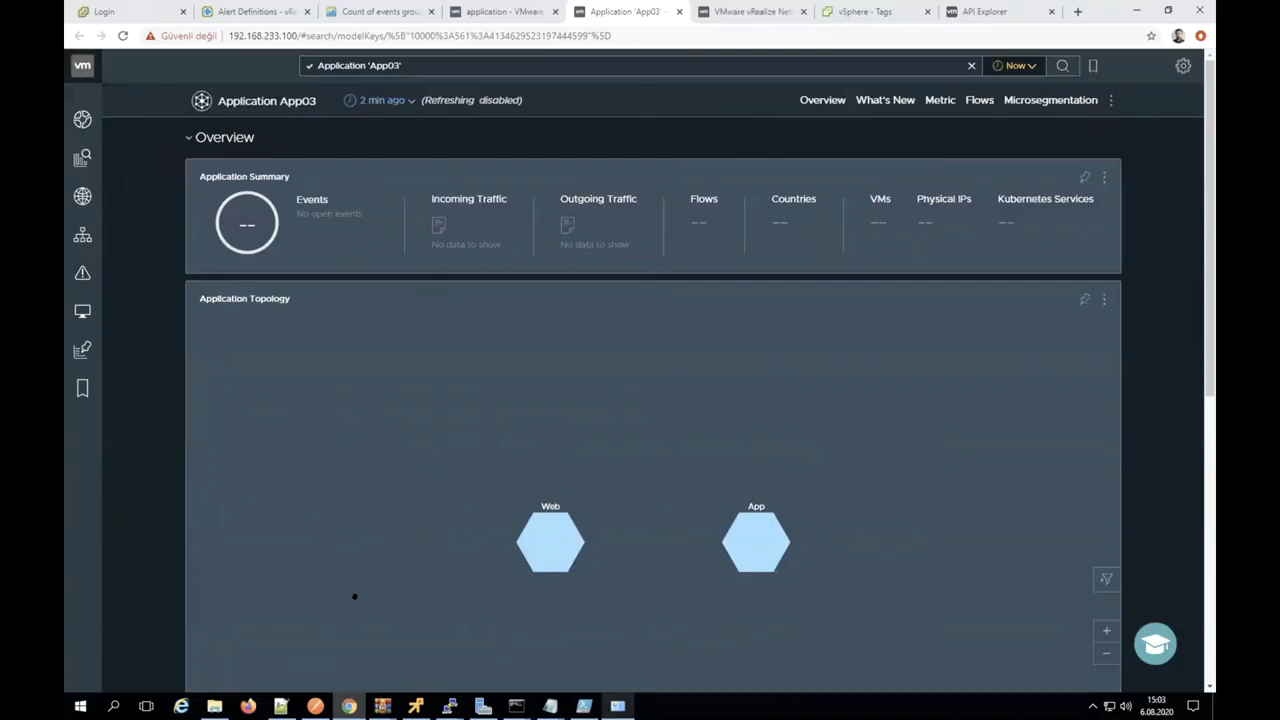 Login
Alert Definitions - vRe
Count of events grou
application - VMware
Application 'App03' -
VMware vRealize Net
vSphere - Tags
API Explorer
Güvenli değil
192.168.233.100/#search/modelKeys/%5B"10000%3A561%3A4134629523197444599"%5D
vm
Application 'App03'
Now
Application App03
2 min ago
(Refreshing disabled)
Overview
What's New
Metric
Flows
Microsegmentation
Overview
Application Summary
--
Events
No open events
Incoming Traffic
No data to show
Outgoing Traffic
No data to show
Flows
--
Countries
--
VMs
--
Physical IPs
--
Kubernetes Services
--
Application Topology
Web
App
15:03
6.08.2020